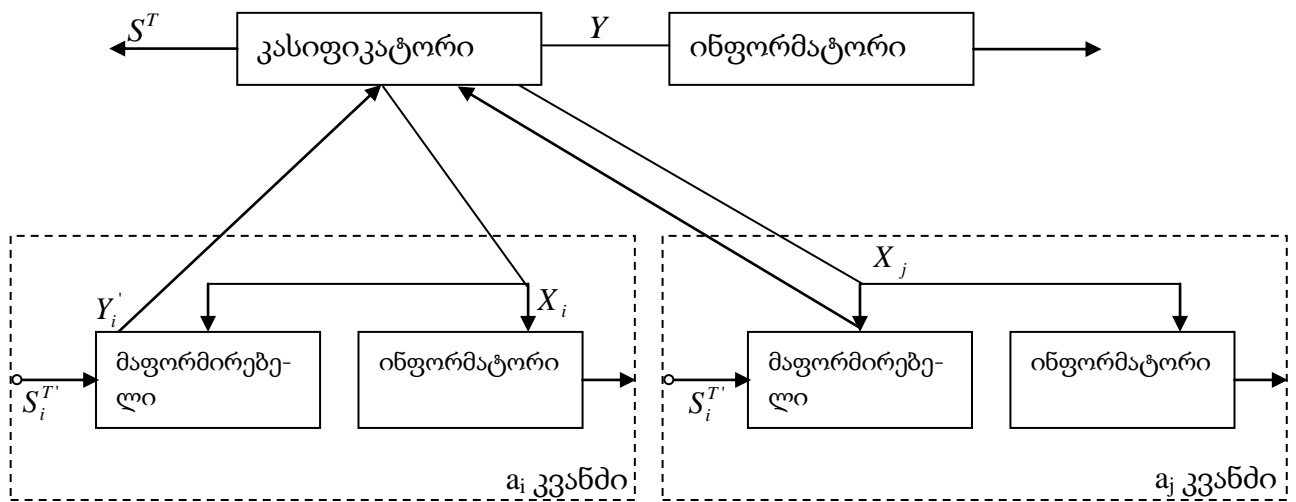 S^T
კასიფიკატორი
Y
ინფორმატორი
Y_i^'
X_i
X_j
მაფორმირებე-
ლი
ინფორმატორი
მაფორმირებე-
ლი
ინფორმატორი
S_i^{T'}
S_i^{T'}
a_i კვანძი
a_j კვანძი